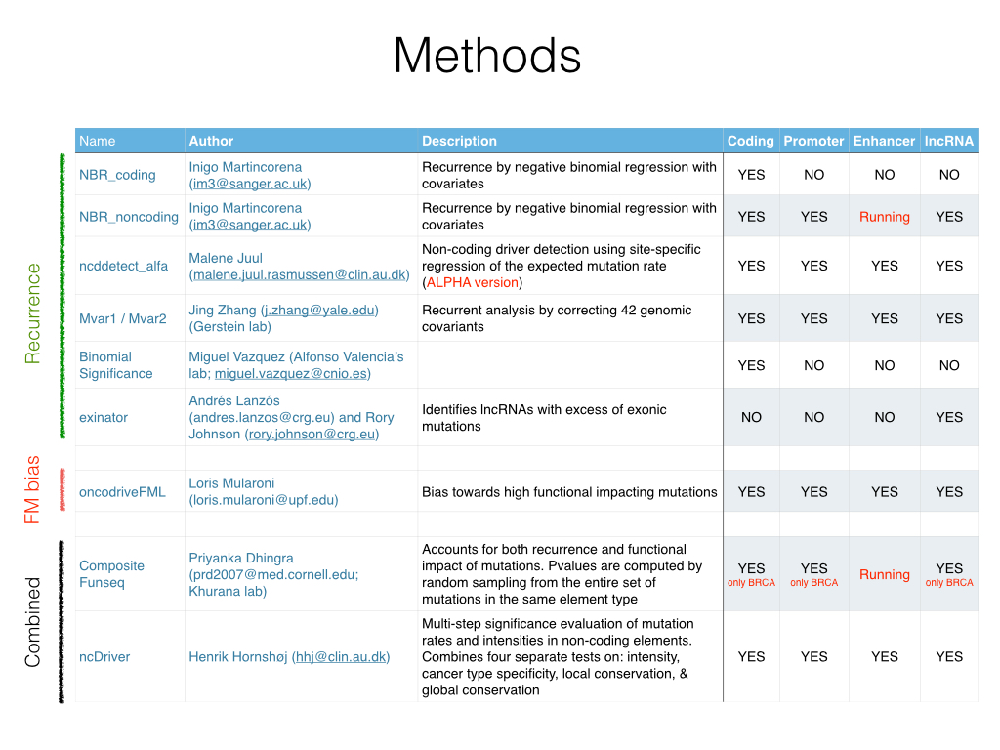 Methods
Name Author Description Coding Promoter Enhancer lncRNA
Recurrence
NBR_coding
Inigo Martincorena
(im3@sanger.ac.uk)
Recurrence by negative binomial regression with
covariates
YES NO NO NO
NBR_noncoding
Inigo Martincorena
(im3@sanger.ac.uk)
Recurrence by negative binomial regression with
covariates
YES YES Running YES
ncddetect_alfa
Malene Juul
(malene.juul.rasmussen@clin.au.dk)
Non-coding driver detection using site-specific
regression of the expected mutation rate
(ALPHA version)
YES YES YES YES
Mvar1 / Mvar2
Jing Zhang (j.zhang@yale.edu)
(Gerstein lab)
Recurrent analysis by correcting 42 genomic
covariants
YES YES YES YES
Binomial
Significance
Miguel Vazquez (Alfonso Valencia's
lab; miguel.vazquez@cnio.es)
YES NO NO NO
exinator
Andrés Lanzós
(andres.lanzos@crg.eu) and Rory
Johnson (rory.johnson@crg.eu)
Identifies lncRNAs with excess of exonic
mutations
NO NO NO YES
FM bias
oncodriveFML
Loris Mularoni
(loris.mularoni@upf.edu)
Bias towards high functional impacting mutations
YES YES YES YES
Combined
Composite
Funseq
Priyanka Dhingra
(prd2007@med.cornell.edu;
Khurana lab)
Accounts for both recurrence and functional
impact of mutations. Pvalues are computed by
random sampling from the entire set of
mutations in the same element type
YES YES Running YES
only BRCA only BRCA only BRCA
ncDriver
Henrik Hornshøj (hhj@clin.au.dk)
Multi-step significance evaluation of mutation
rates and intensities in non-coding elements.
Combines four separate tests on: intensity,
cancer type specificity, local conservation, &
global conservation
YES YES YES YES